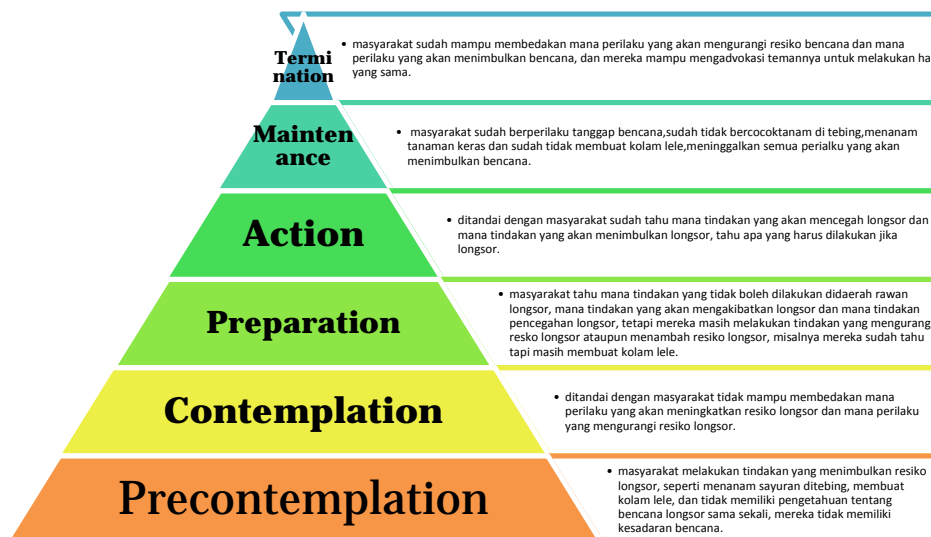 Termi
nation
• masyarakat sudah mampu membedakan mana perilaku yang akan mengurangi resiko bencana dan mana
perilaku yang akan menimbulkan bencana, dan mereka mampu mengadvokasi temannya untuk melakukan ha
yang sama.
Mainten
ance
• masyarakat sudah berperilaku tanggap bencana,sudah tidak bercocoktanam di tebing,menanam
tanaman keras dan sudah tidak membuat kolam lele,meninggalkan semua perialku yang akan
menimbulkan bencana.
Action
• ditandai dengan masyarakat sudah tahu mana tindakan yang akan mencegah longsor dan
mana tindakan yang akan menimbulkan longsor, tahu apa yang harus dilakukan jika
longsor.
Preparation
• masyarakat tahu mana tindakan yang tidak boleh dilakukan didaerah rawan
longsor, mana tindakan yang akan mengakibatkan longsor dan mana tindakan
pencegahan longsor, tetapi mereka masih melakukan tindakan yang mengurang
resko longsor ataupun menambah resiko longsor, misalnya mereka sudah tahu
tapi masih membuat kolam lele.
Contemplation
• ditandai dengan masyarakat tidak mampu membedakan mana
perilaku yang akan meningkatkan resiko longsor dan mana perilaku
yang mengurangi resiko longsor.
Precontemplation
• masyarakat melakukan tindakan yang menimbulkan resiko
longsor, seperti menanam sayuran ditebing, membuat
kolam lele, dan tidak memiliki pengetahuan tentang
bencana longsor sama sekali, mereka tidak memiliki
kesadaran bencana.